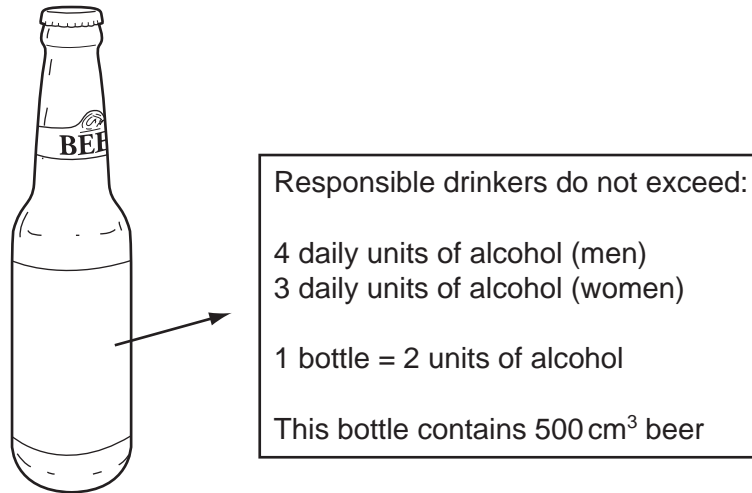 BEE
Responsible drinkers do not exceed:
4 daily units of alcohol (men)
3 daily units of alcohol (women)
1 bottle = 2 units of alcohol
This bottle contains 500 cm³ beer